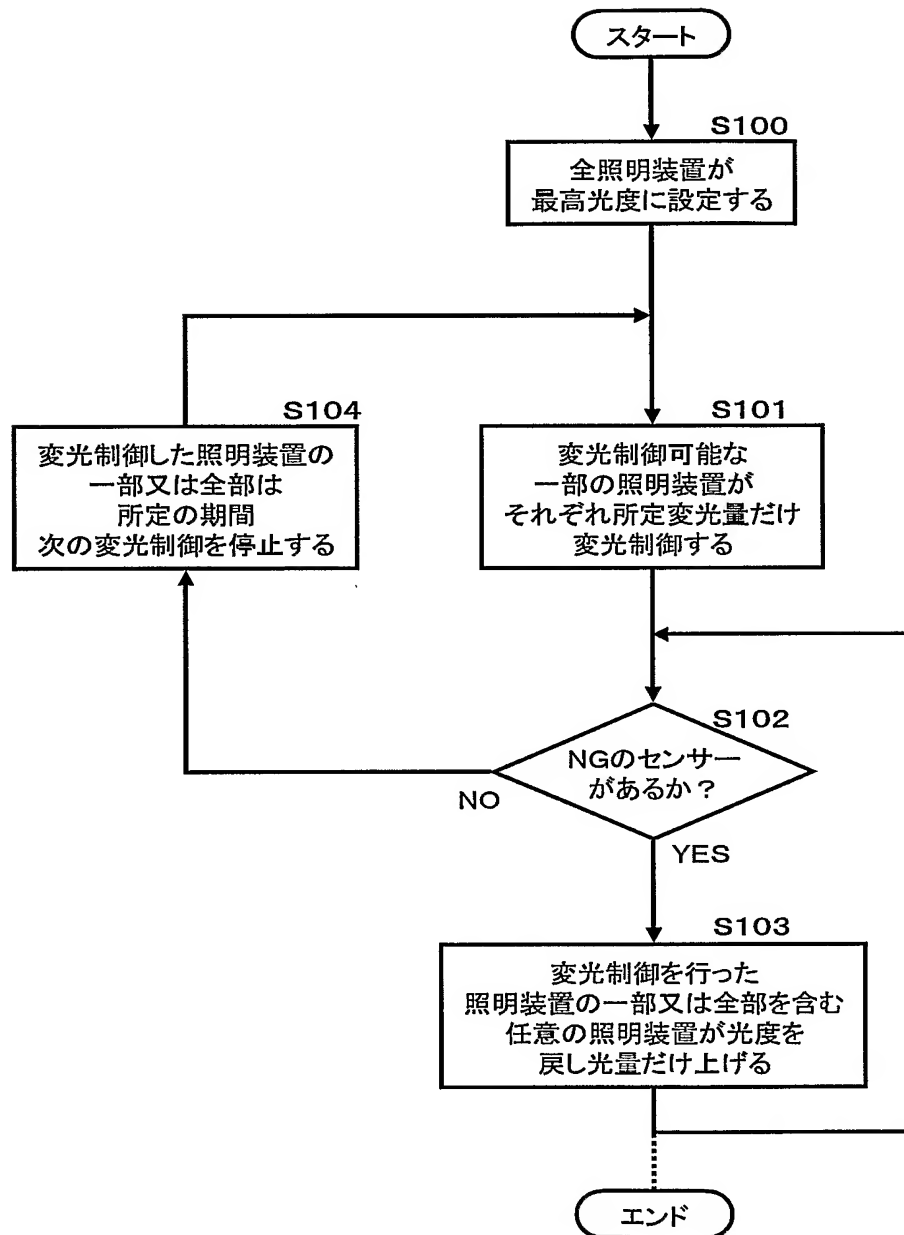 スタート
S100
全照明装置が
最高光度に設定する
S104
変光制御した照明装置の
一部又は全部は
所定の期間
次の変光制御を停止する
S101
変光制御可能な
一部の照明装置が
それぞれ所定変光量だけ
変光制御する
S102
NGのセンサー
があるか？
NO
YES
S103
変光制御を行った
照明装置の一部又は全部を含む
任意の照明装置が光度を
戻し光量だけ上げる
エンド